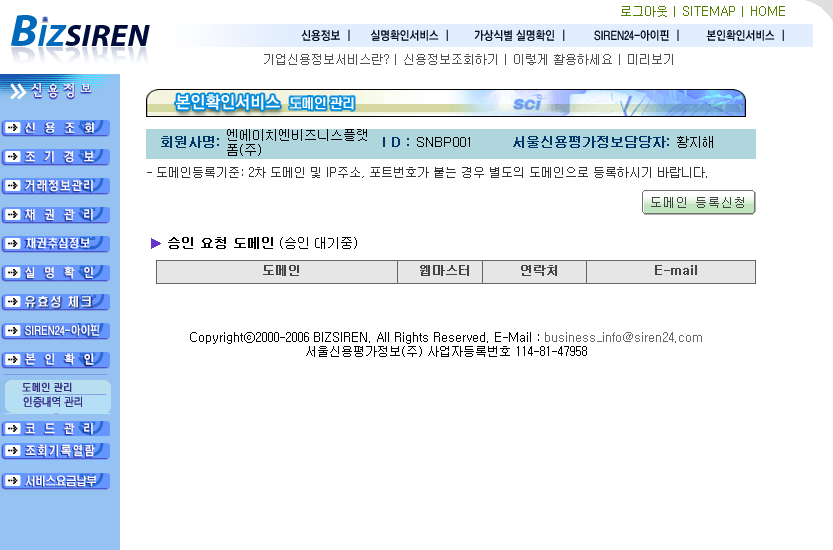 로그아웃 | SITEMAP | HOME
BIZSIREN
신용정보 | 실명확인서비스 | 가상식별 실명확인 | SIREN24-아이핀 | 본인확인서비스 |
기업신용정보서비스란? | 신용정보조회하기 | 이렇게 활용하세요 | 미리보기
신용정보
신용조회
조기경보
거래정보관리
채권관리
채권추심정보
실명확인
유효성 체크
SIREN24-아이핀
본인확인
도메인 관리
인증내역 관리
코드관리
조회기록열람
서비스요금납부
본인확인서비스 도메인 관리
sci
회원사명: 엔에이치엔비즈니스플랫폼(주) ID : SNBP001 서울신용평가정보담당자: 황지해
- 도메인등록기준: 2차 도메인 및 IP주소, 포트번호가 붙는 경우 별도의 도메인으로 등록하시기 바랍니다.
도메인 등록신청
▶ 승인 요청 도메인 (승인 대기중)
도메인 웹마스터 연락처 E-mail
Copyrightⓒ2000-2006 BIZSIREN, All Rights Reserved, E-Mail : business_info@siren24.com
서울신용평가정보(주) 사업자등록번호 114-81-47958